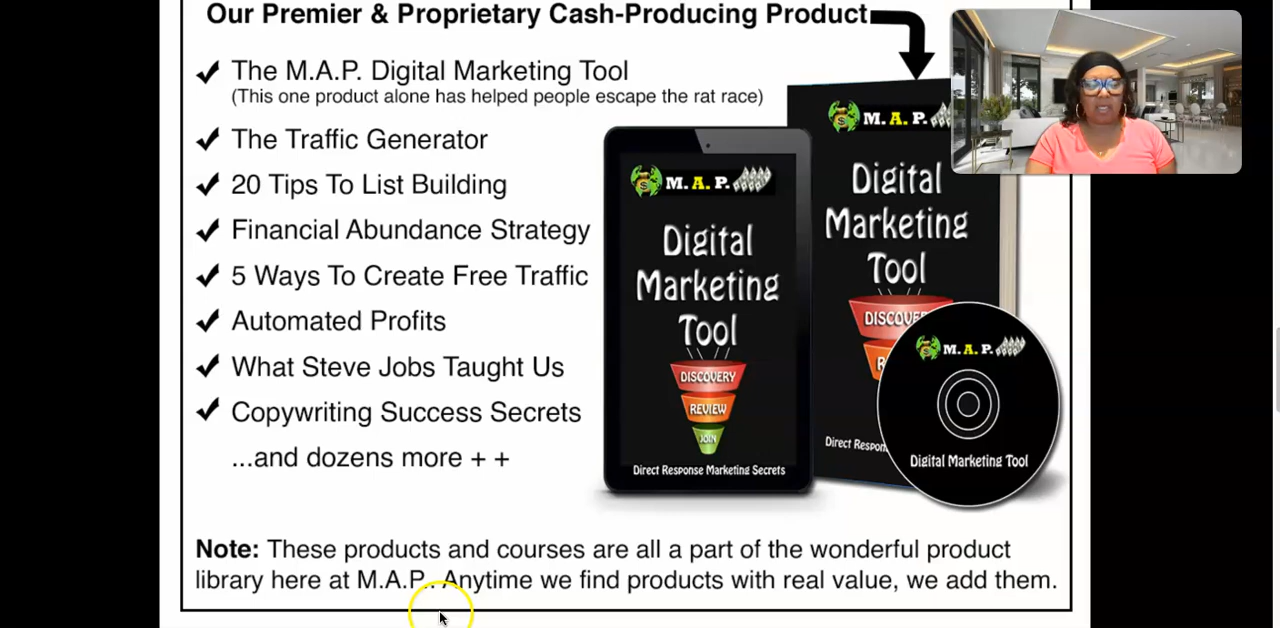 Our Premier & Proprietary Cash-Producing Product
The M.A.P. Digital Marketing Tool
(This one product alone has helped people escape the rat race)
The Traffic Generator
20 Tips To List Building
Financial Abundance Strategy
5 Ways To Create Free Traffic
Automated Profits
What Steve Jobs Taught Us
Copywriting Success Secrets
...and dozens more + +
M.A.P.
Digital
Marketing
Tool
DISCOVERY
REVIEW
JOIN
Direct Response Marketing Secrets
M.A.P.
Digital
Marketing
Tool
Direct
M.A.P.
Digital Marketing Tool
Note: These products and courses are all a part of the wonderful product
library here at M.A.P.. Anytime we find products with real value, we add them.